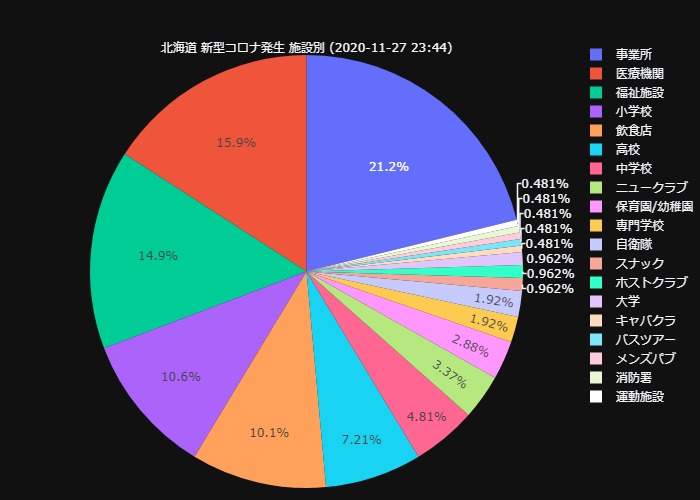 北海道 新型コロナ発生 施設別 (2020-11-27 23:44)
事業所
医療機関
福祉施設
小学校
飲食店
高校
中学校
ニュークラブ
保育園/幼稚園
専門学校
自衛隊
スナック
ホストクラブ
大学
キャバクラ
バスツアー
メンズパブ
消防署
運動施設
21.2%
15.9%
14.9%
10.6%
10.1%
7.21%
4.81%
3.37%
2.88%
1.92%
1.92%
0.962%
0.962%
0.962%
0.481%
0.481%
0.481%
0.481%
0.481%